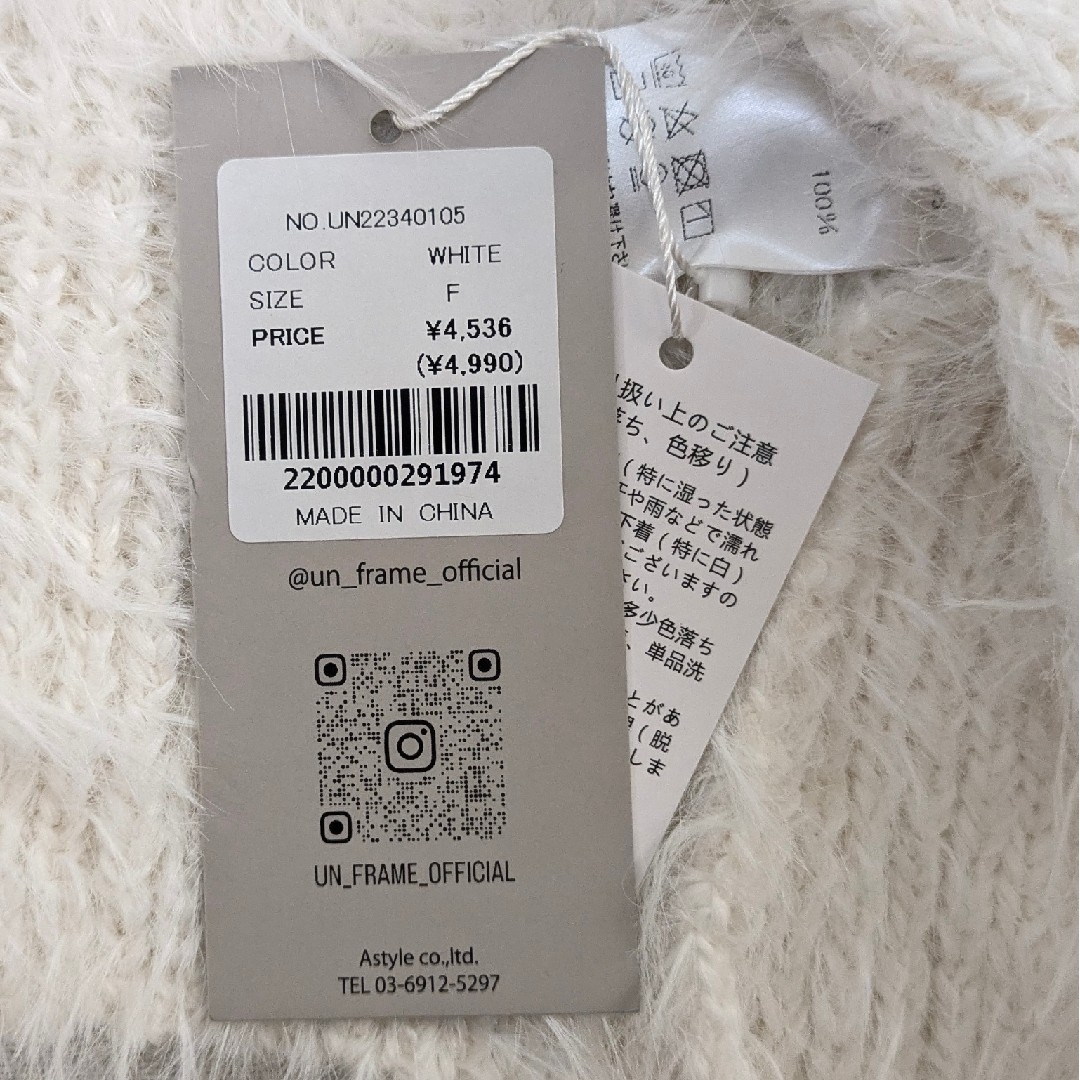 NO.UN22340105
COLOR WHITE
SIZE F
PRICE ¥4,536
(¥4,990)
2200000291974
MADE IN CHINA
@un_frame_official
UN_FRAME_OFFICIAL
Astyle co.,ltd.
TEL 03-6912-5297
100%
扱い上のご注意
ち、色移り)
(特に湿った状態
や雨などで濡れ
下着(特に白)
ございますの
さい。
多少色落ち
、単品洗
とがあ
(脱
しま